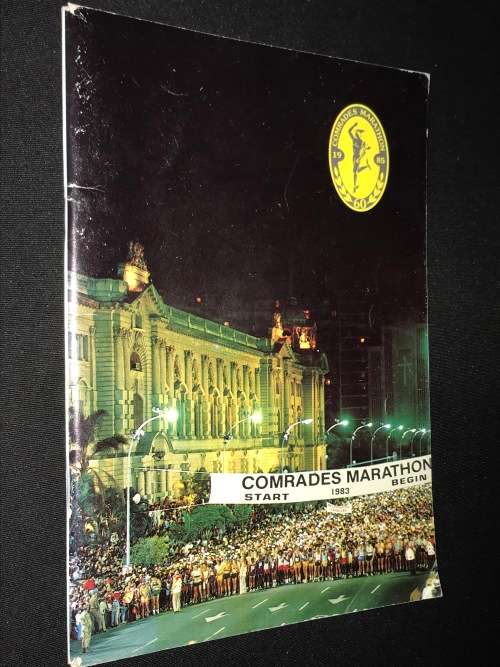 COMRADES MARATHON
19 85
60
COMRADES MARATHON
START 1983 BEGIN